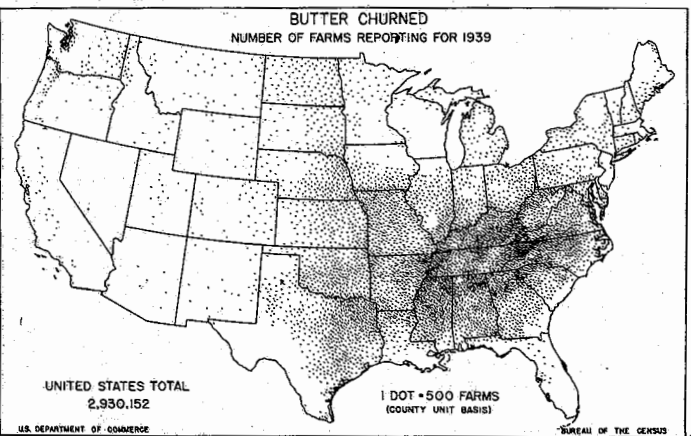 BUTTER CHURNED
NUMBER OF FARMS REPORTING FOR 1939
UNITED STATES TOTAL
2,930,152
1 DOT = 500 FARMS
(COUNTY UNIT BASIS)
U.S. DEPARTMENT OF COMMERCE
BUREAU OF THE CENSUS